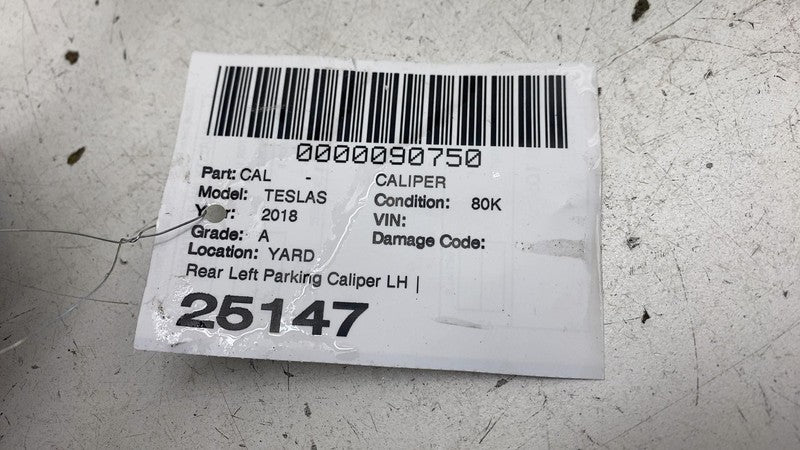 0000090750
Part: CAL - CALIPER
Model: TESLAS Condition: 80K
Year: 2018 VIN:
Grade: A Damage Code:
Location: YARD
Rear Left Parking Caliper LH |
25147